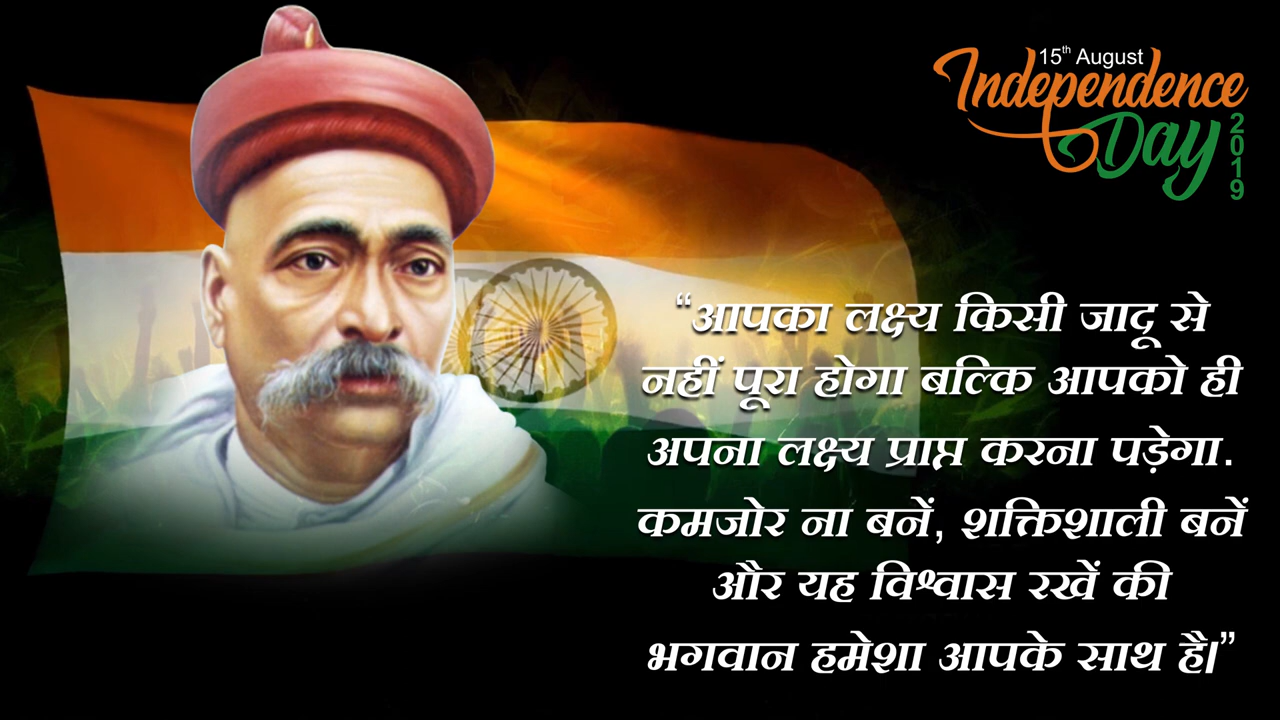 15th August
Independence
Day
2019
“आपका लक्ष्य किसी जादू से
नहीं पूरा होगा बल्कि आपको ही
अपना लक्ष्य प्राप्त करना पड़ेगा.
कमजोर ना बनें, शक्तिशाली बनें
और यह विश्वास रखें की
भगवान हमेशा आपके साथ है।”